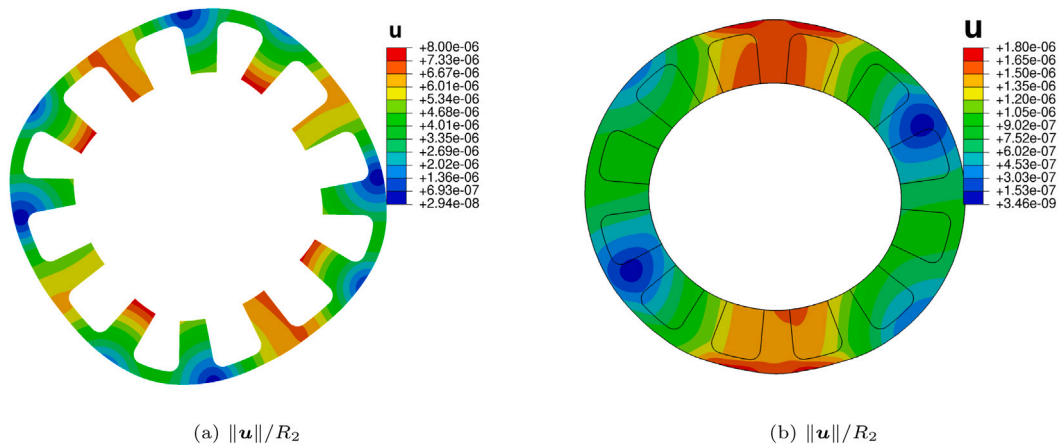 u
+8.00e-06
+7.33e-06
+6.67e-06
+6.01e-06
+5.34e-06
+4.68e-06
+4.01e-06
+3.35e-06
+2.69e-06
+2.02e-06
+1.36e-06
+6.93e-07
+2.94e-08
u
+1.80e-06
+1.65e-06
+1.50e-06
+1.35e-06
+1.20e-06
+1.05e-06
+9.02e-07
+7.52e-07
+6.02e-07
+4.53e-07
+3.03e-07
+1.53e-07
+3.46e-09
(a) ‖u‖/R₂
(b) ‖u‖/R₂